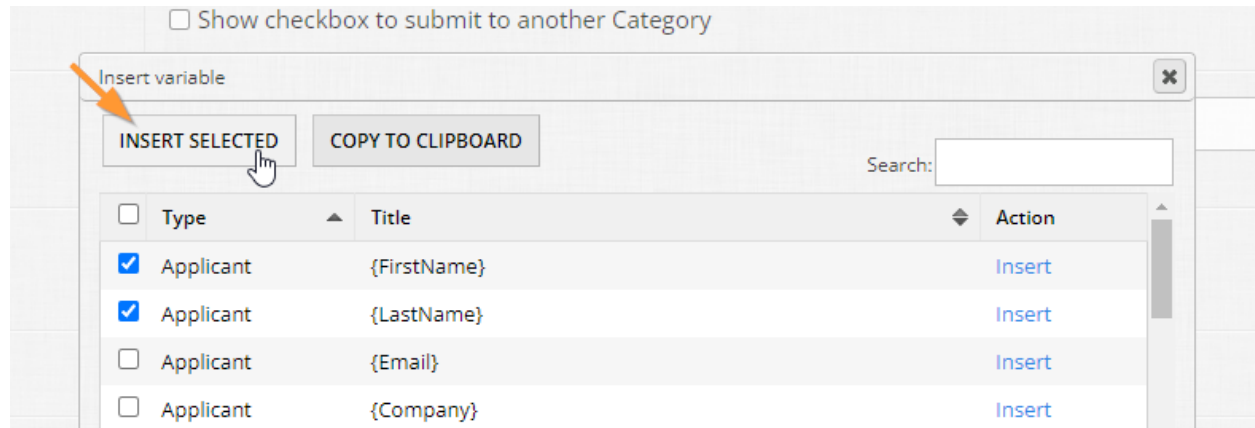 Show checkbox to submit to another Category
Insert variable
INSERT SELECTED COPY TO CLIPBOARD
Search:
Type Title Action
Applicant {FirstName} Insert
Applicant {LastName} Insert
Applicant {Email} Insert
Applicant {Company} Insert